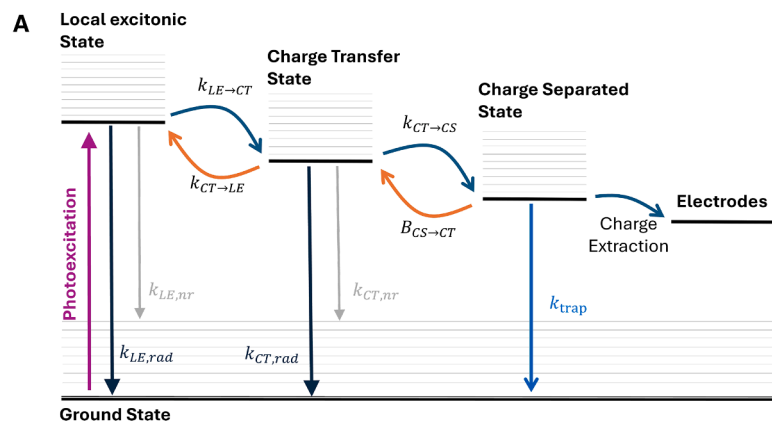 A
Local excitonic
State
Charge Transfer
State
Charge Separated
State
k_{LE→CT}
k_{CT→LE}
k_{CT→CS}
B_{CS→CT}
Electrodes
Charge
Extraction
Photoexcitation
k_{LE,nr}
k_{CT,nr}
k_{trap}
k_{LE,rad}
k_{CT,rad}
Ground State